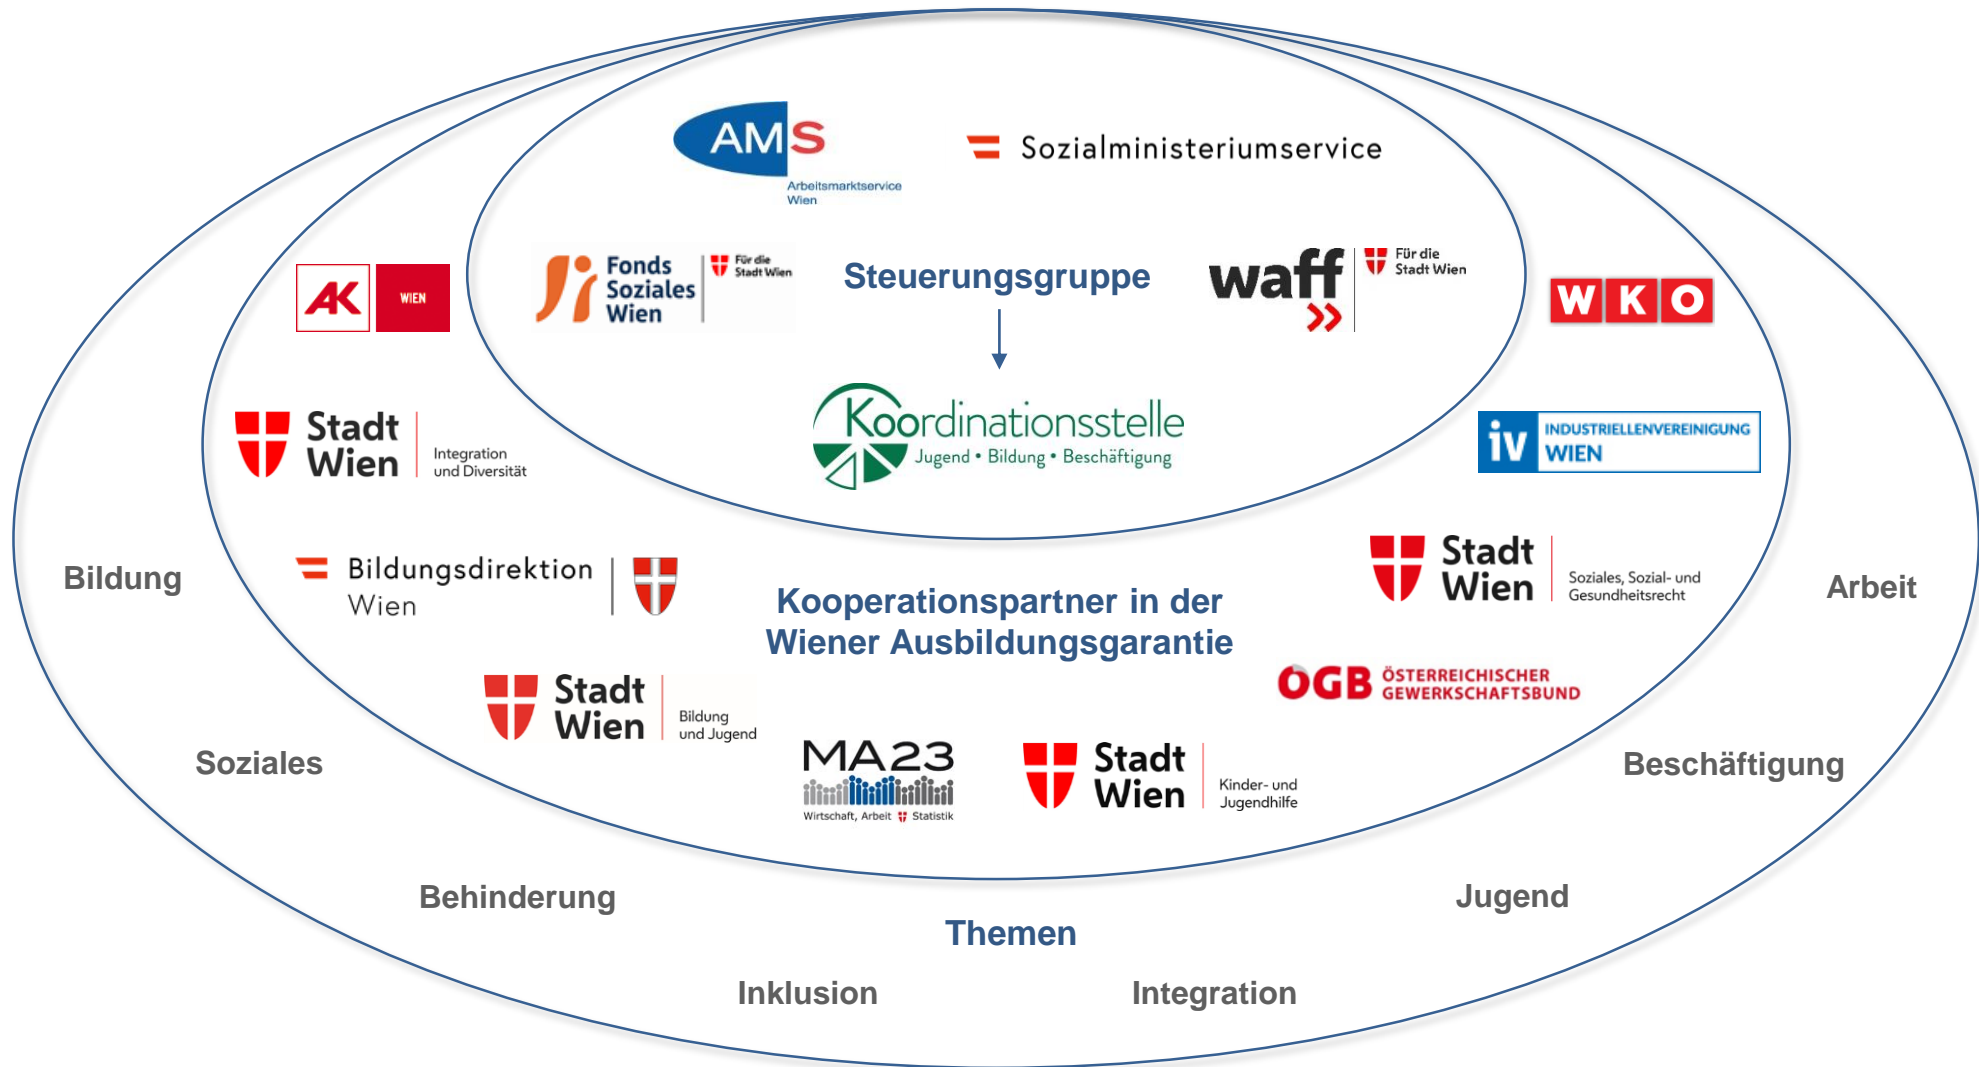 AMS
Arbeitsmarktservice
Wien
Sozialministeriumservice
Fonds
Soziales
Wien
Für die
Stadt Wien
Steuerungsgruppe
waff
Für die
Stadt Wien
AK
WIEN
WKO
Koordinationsstelle
Jugend • Bildung • Beschäftigung
Stadt
Wien
Integration
und Diversität
iv
INDUSTRIELLENVEREINIGUNG
WIEN
Bildung
Bildungsdirektion
Wien
Kooperationspartner in der
Wiener Ausbildungsgarantie
Stadt
Wien
Soziales, Sozial- und
Gesundheitsrecht
Arbeit
Stadt
Wien
Bildung
und Jugend
ÖGB
ÖSTERREICHISCHER
GEWERKSCHAFTSBUND
Soziales
MA23
Wirtschaft, Arbeit Statistik
Stadt
Wien
Kinder- und
Jugendhilfe
Beschäftigung
Behinderung
Themen
Jugend
Inklusion
Integration